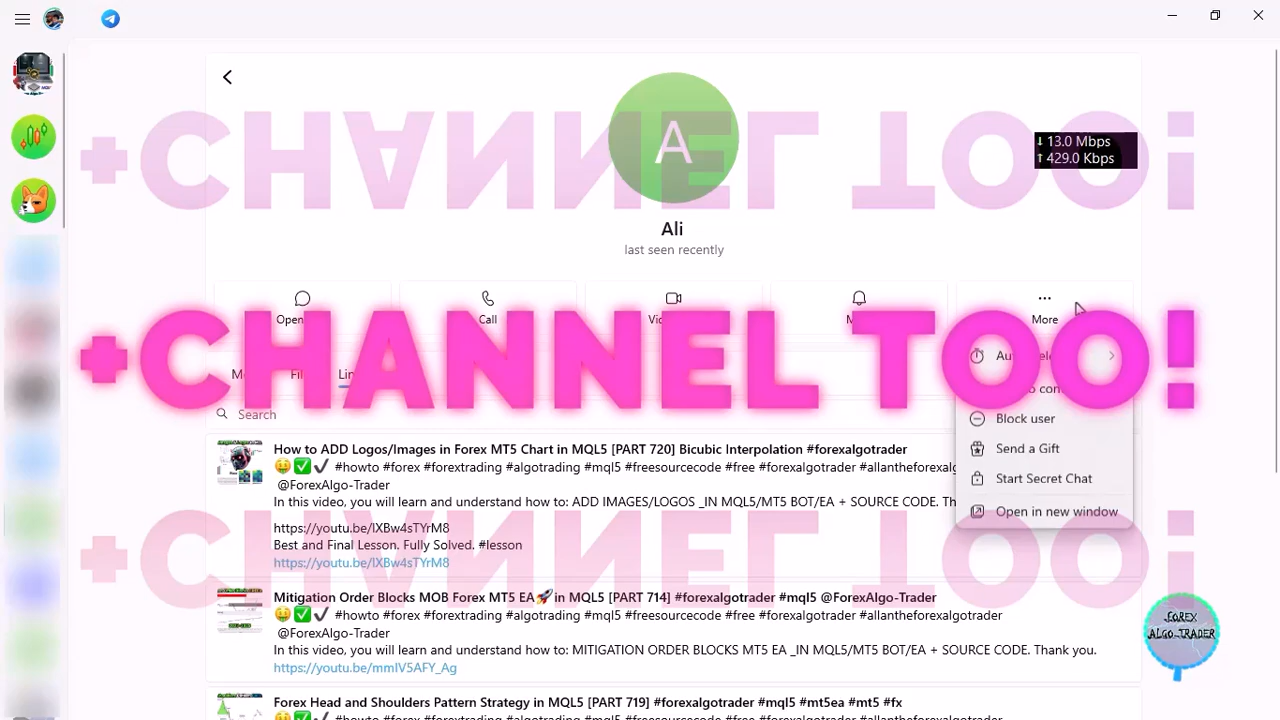 +CHANNEL TOO!
A
↓ 13.0 Mbps
↑ 429.0 Kbps
Ali
last seen recently
Open
Call
More
+CHANNEL TOO!
Search
Block user
Send a Gift
Start Secret Chat
Open in new window
How to ADD Logos/Images in Forex MT5 Chart in MQL5 [PART 720] Bicubic Interpolation #forexalgotrader
🤑✅✔ #howto #forex #forextrading #algotrading #mql5 #freesourcecode #free #forexalgotrader
@ForexAlgo-Trader
In this video, you will learn and understand how to: ADD IMAGES/LOGOS _IN MQL5/MT5 BOT/EA + SOURCE CODE.
https://youtu.be/lXBw4sTYrM8
Best and Final Lesson. Fully Solved. #lesson
https://youtu.be/lXBw4sTYrM8
+CHANNEL TOO!
Mitigation Order Blocks MOB Forex MT5 EA🚀in MQL5 [PART 714] #forexalgotrader #mql5 @ForexAlgo-Trader
🤑✅✔ #howto #forex #forextrading #algotrading #mql5 #freesourcecode #free #forexalgotrader #allantheforexalgotrader
@ForexAlgo-Trader
In this video, you will learn and understand how to: MITIGATION ORDER BLOCKS MT5 EA _IN MQL5/MT5 BOT/EA + SOURCE CODE. Thank you.
https://youtu.be/mmIV5AFY_Ag
FOREX
ALGO-TRADER
Forex Head and Shoulders Pattern Strategy in MQL5 [PART 719] #forexalgotrader #mql5 #mt5ea #mt5 #fx